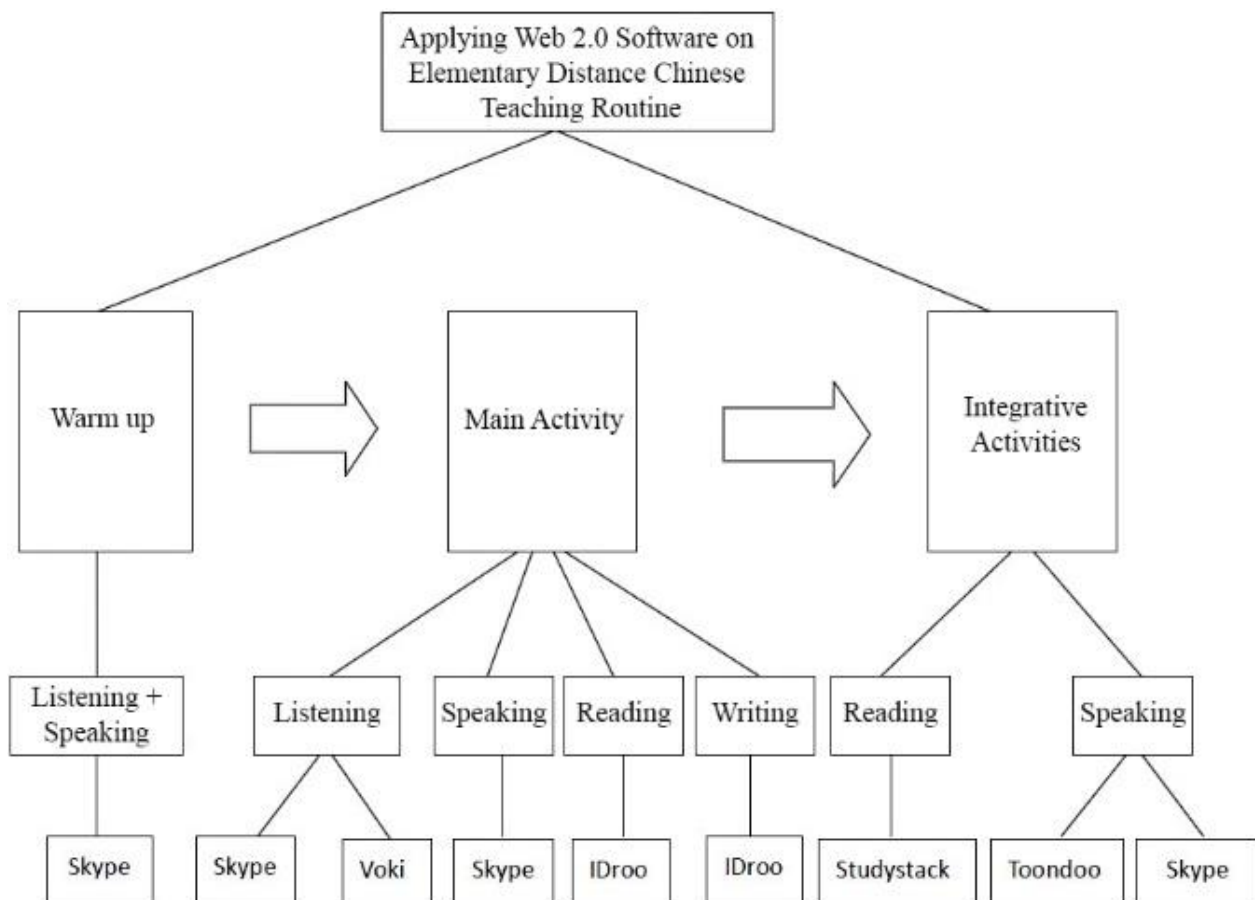 Applying Web 2.0 Software on
Elementary Distance Chinese
Teaching Routine
Warm up
Main Activity
Integrative
Activities
Listening +
Speaking
Listening
Speaking
Reading
Writing
Reading
Speaking
Skype
Skype
Voki
Skype
IDroo
IDroo
Studystack
Toondoo
Skype